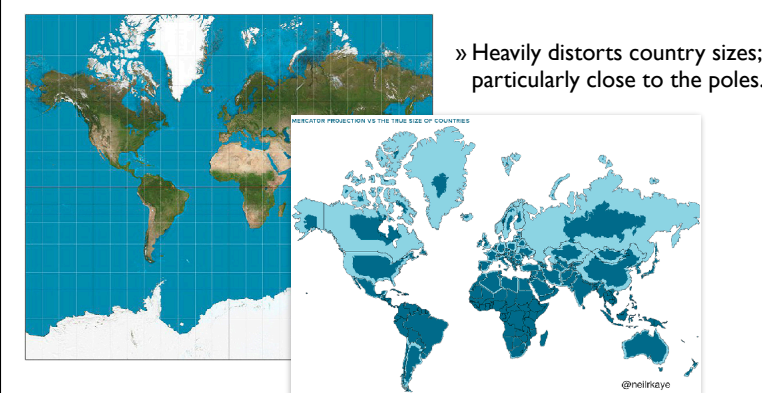 » Heavily distorts country sizes;
particularly close to the poles.
MERCATOR PROJECTION VS THE TRUE SIZE OF COUNTRIES
@neilrkaye